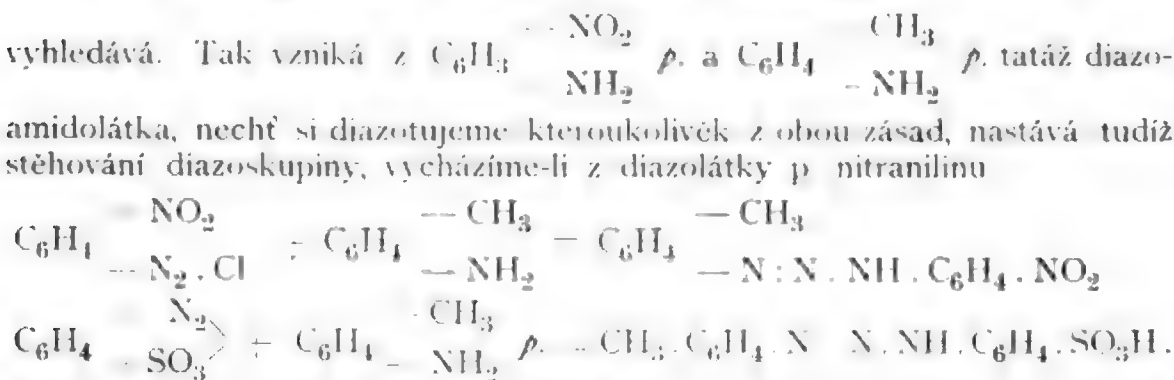 vyhledává. Tak vzniká z C₆H₃ — NO₂ NH₂ p. a C₆H₄ CH₃ – NH₂ p. tatáž diazo-
amidolátka, nechť si diazotujeme kteroukolivěk z obou zásad, nastává tudíž
stěhování diazoskupiny, vycházíme-li z diazolátky p nitranilinu
C₆H₄ — NO₂ — N₂ . Cl + C₆H₄ — CH₃ — NH₂ = C₆H₄ — CH₃ — N : N . NH . C₆H₄ . NO₂
C₆H₄ N₂ - SO₃ + C₆H₄ - CH₃ - NH₂ p. - CH₃ . C₆H₄ . N N . NH . C₆H₄ . SO₃H .